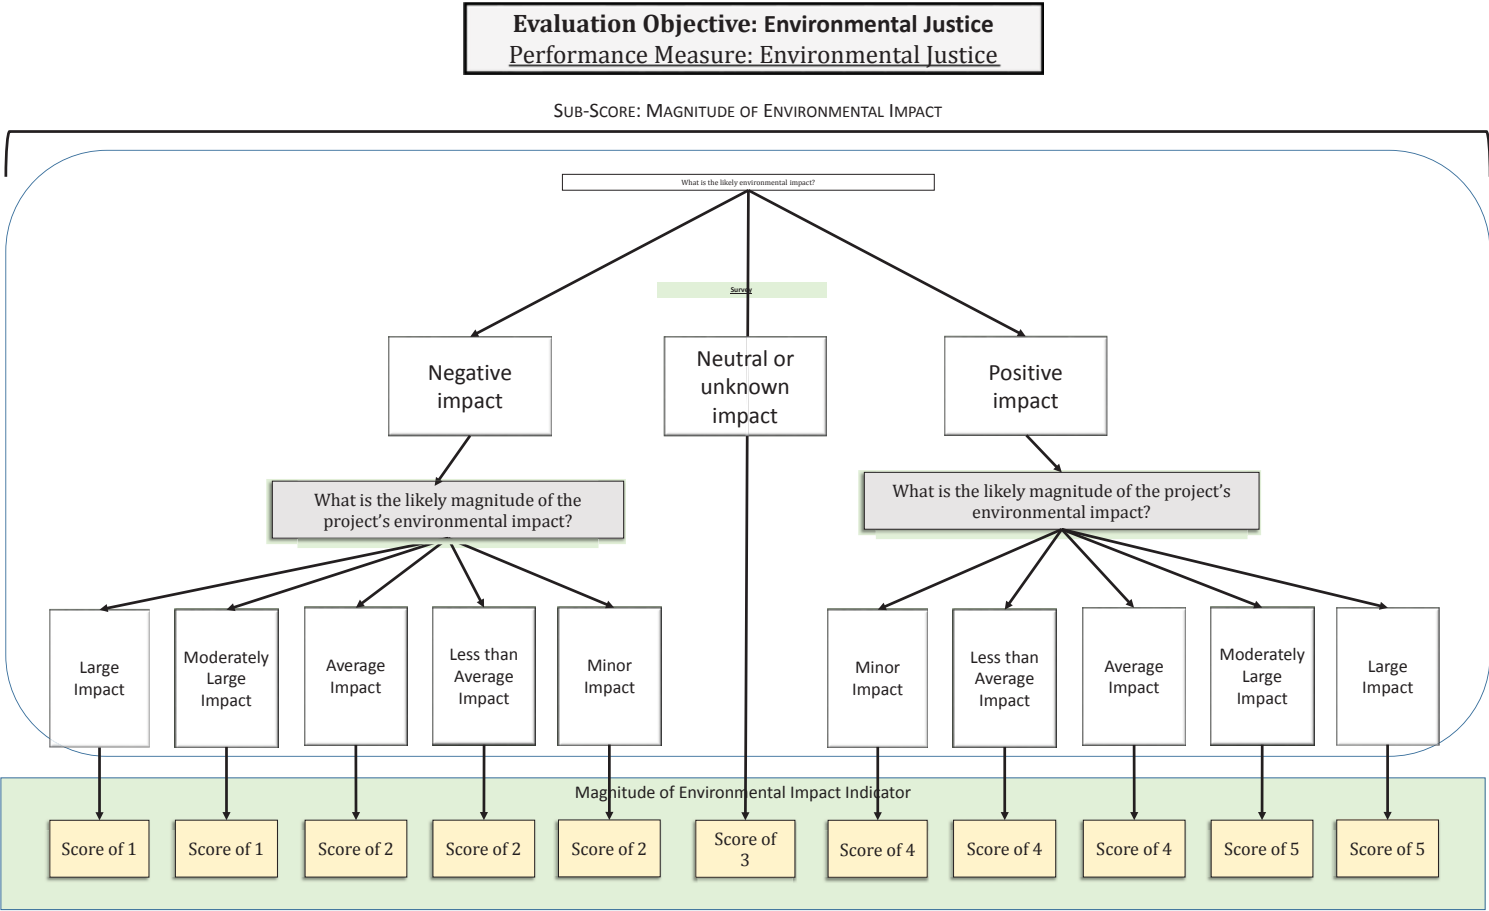 Evaluation Objective: Environmental Justice
Performance Measure: Environmental Justice
SUB-SCORE: MAGNITUDE OF ENVIRONMENTAL IMPACT
What is the likely environmental impact?
Survey
Negative
impact
Neutral or
unknown
impact
Positive
impact
What is the likely magnitude of the
project’s environmental impact?
What is the likely magnitude of the project’s
environmental impact?
Large
Impact
Moderately
Large
Impact
Average
Impact
Less than
Average
Impact
Minor
Impact
Minor
Impact
Less than
Average
Impact
Average
Impact
Moderately
Large
Impact
Large
Impact
Magnitude of Environmental Impact Indicator
Score of 1
Score of 1
Score of 2
Score of 2
Score of 2
Score of
3
Score of 4
Score of 4
Score of 4
Score of 5
Score of 5